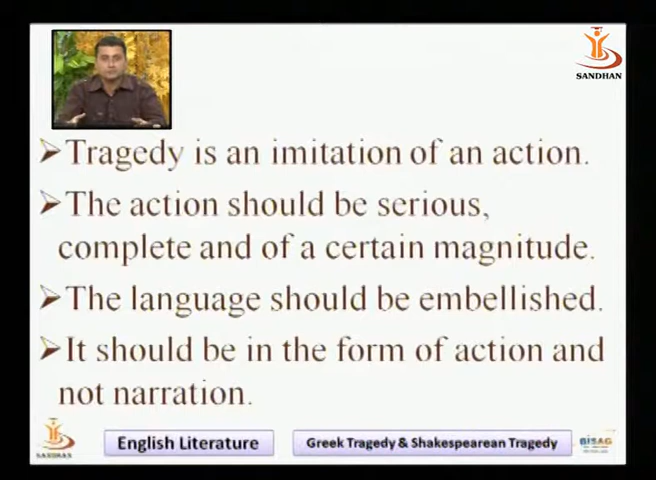 SANDHAN
Tragedy is an imitation of an action.
The action should be serious,
complete and of a certain magnitude.
The language should be embellished.
It should be in the form of action and
not narration.
SANDHAN
English Literature
Greek Tragedy & Shakespearean Tragedy
BISAG